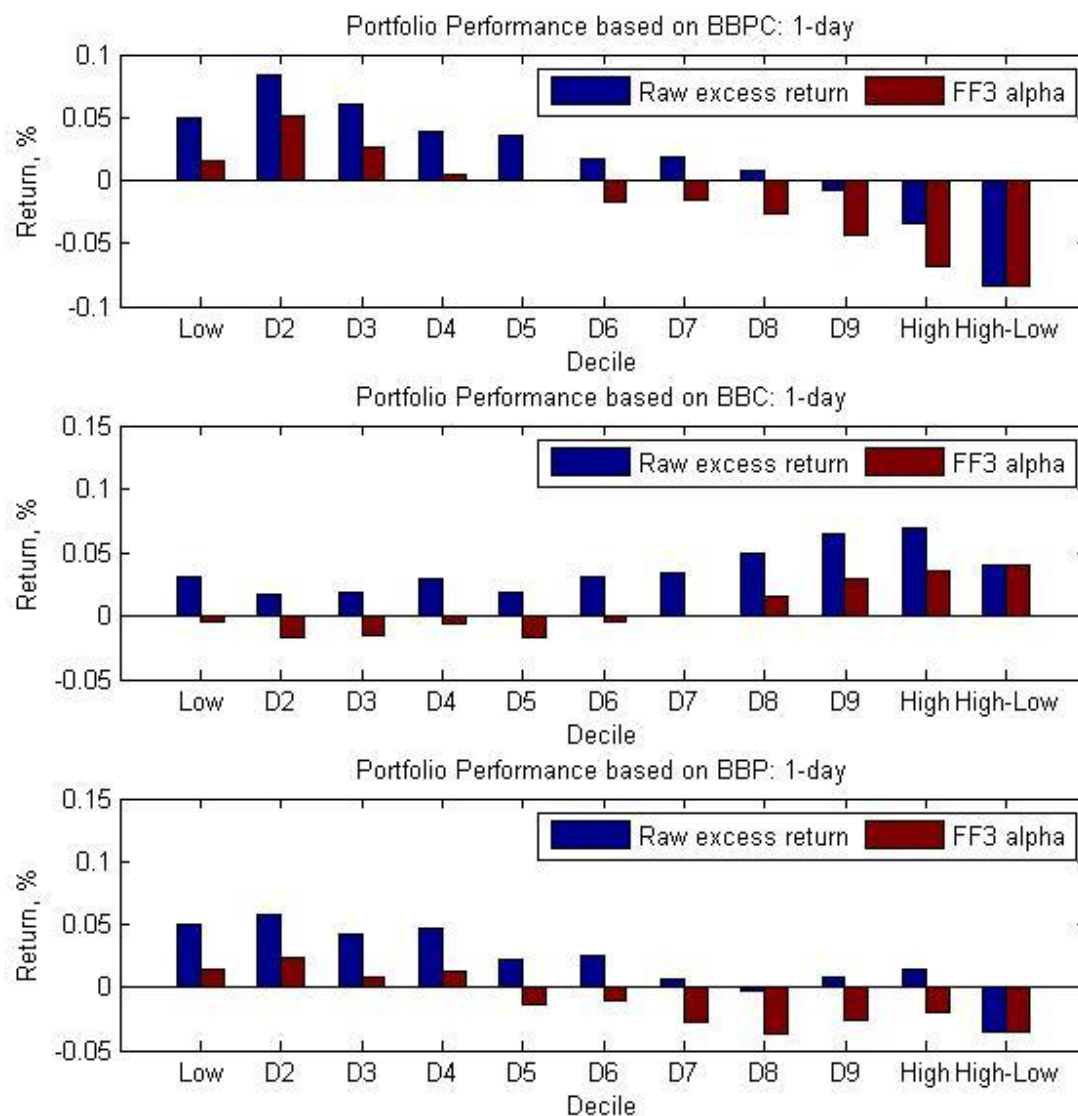 Portfolio Performance based on BBPC: 1-day
0.1
Raw excess return FF3 alpha
0.05
0
-0.05
-0.1
Return, %
Low D2 D3 D4 D5 D6 D7 D8 D9 High High-Low
Decile
Portfolio Performance based on BBC: 1-day
0.15
Raw excess return FF3 alpha
0.1
0.05
0
-0.05
Return, %
Low D2 D3 D4 D5 D6 D7 D8 D9 High High-Low
Decile
Portfolio Performance based on BBP: 1-day
0.15
Raw excess return FF3 alpha
0.1
0.05
0
-0.05
Return, %
Low D2 D3 D4 D5 D6 D7 D8 D9 High High-Low
Decile